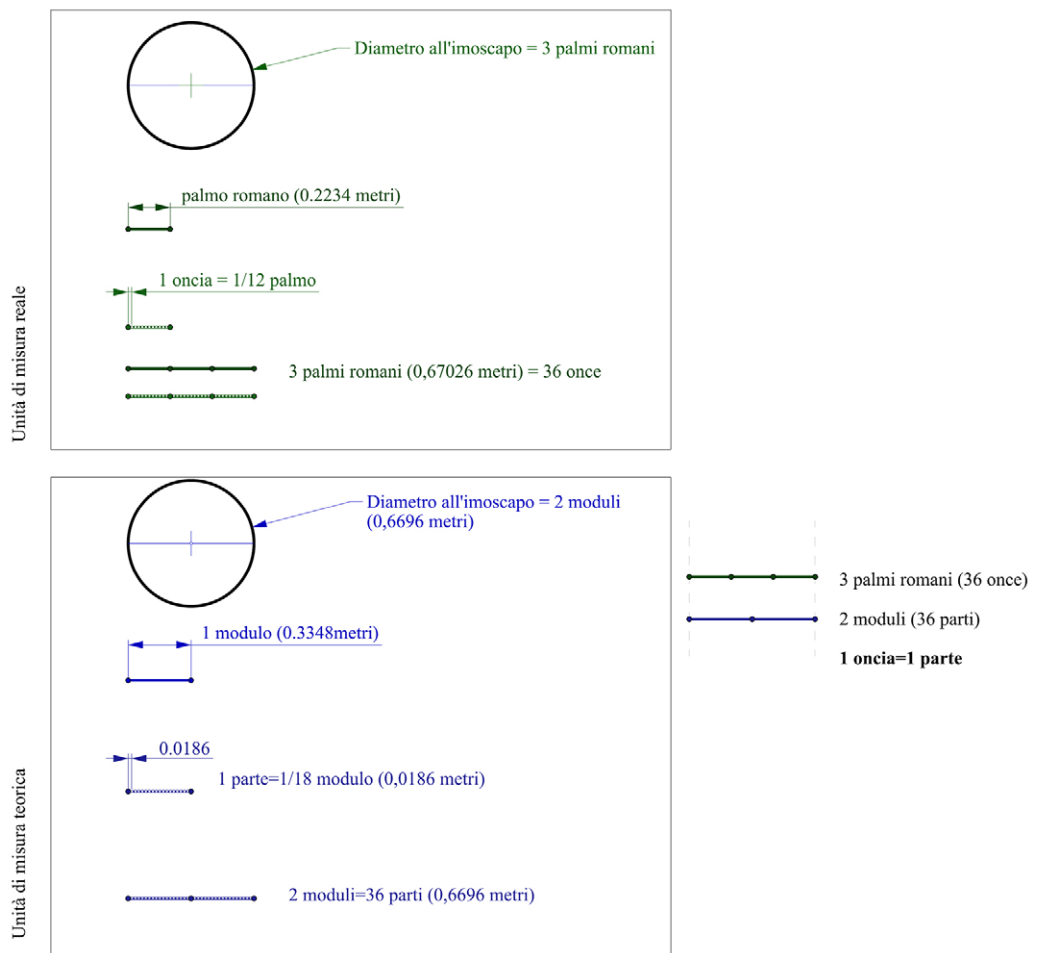 Diametro all'imoscapo = 3 palmi romani
palmo romano (0.2234 metri)
1 oncia = 1/12 palmo
3 palmi romani (0,67026 metri) = 36 once
Unità di misura reale
Diametro all'imoscapo = 2 moduli
(0,6696 metri)
1 modulo (0.3348metri)
0.0186
1 parte=1/18 modulo (0,0186 metri)
2 moduli=36 parti (0,6696 metri)
Unità di misura teorica
3 palmi romani (36 once)
2 moduli (36 parti)
1 oncia=1 parte